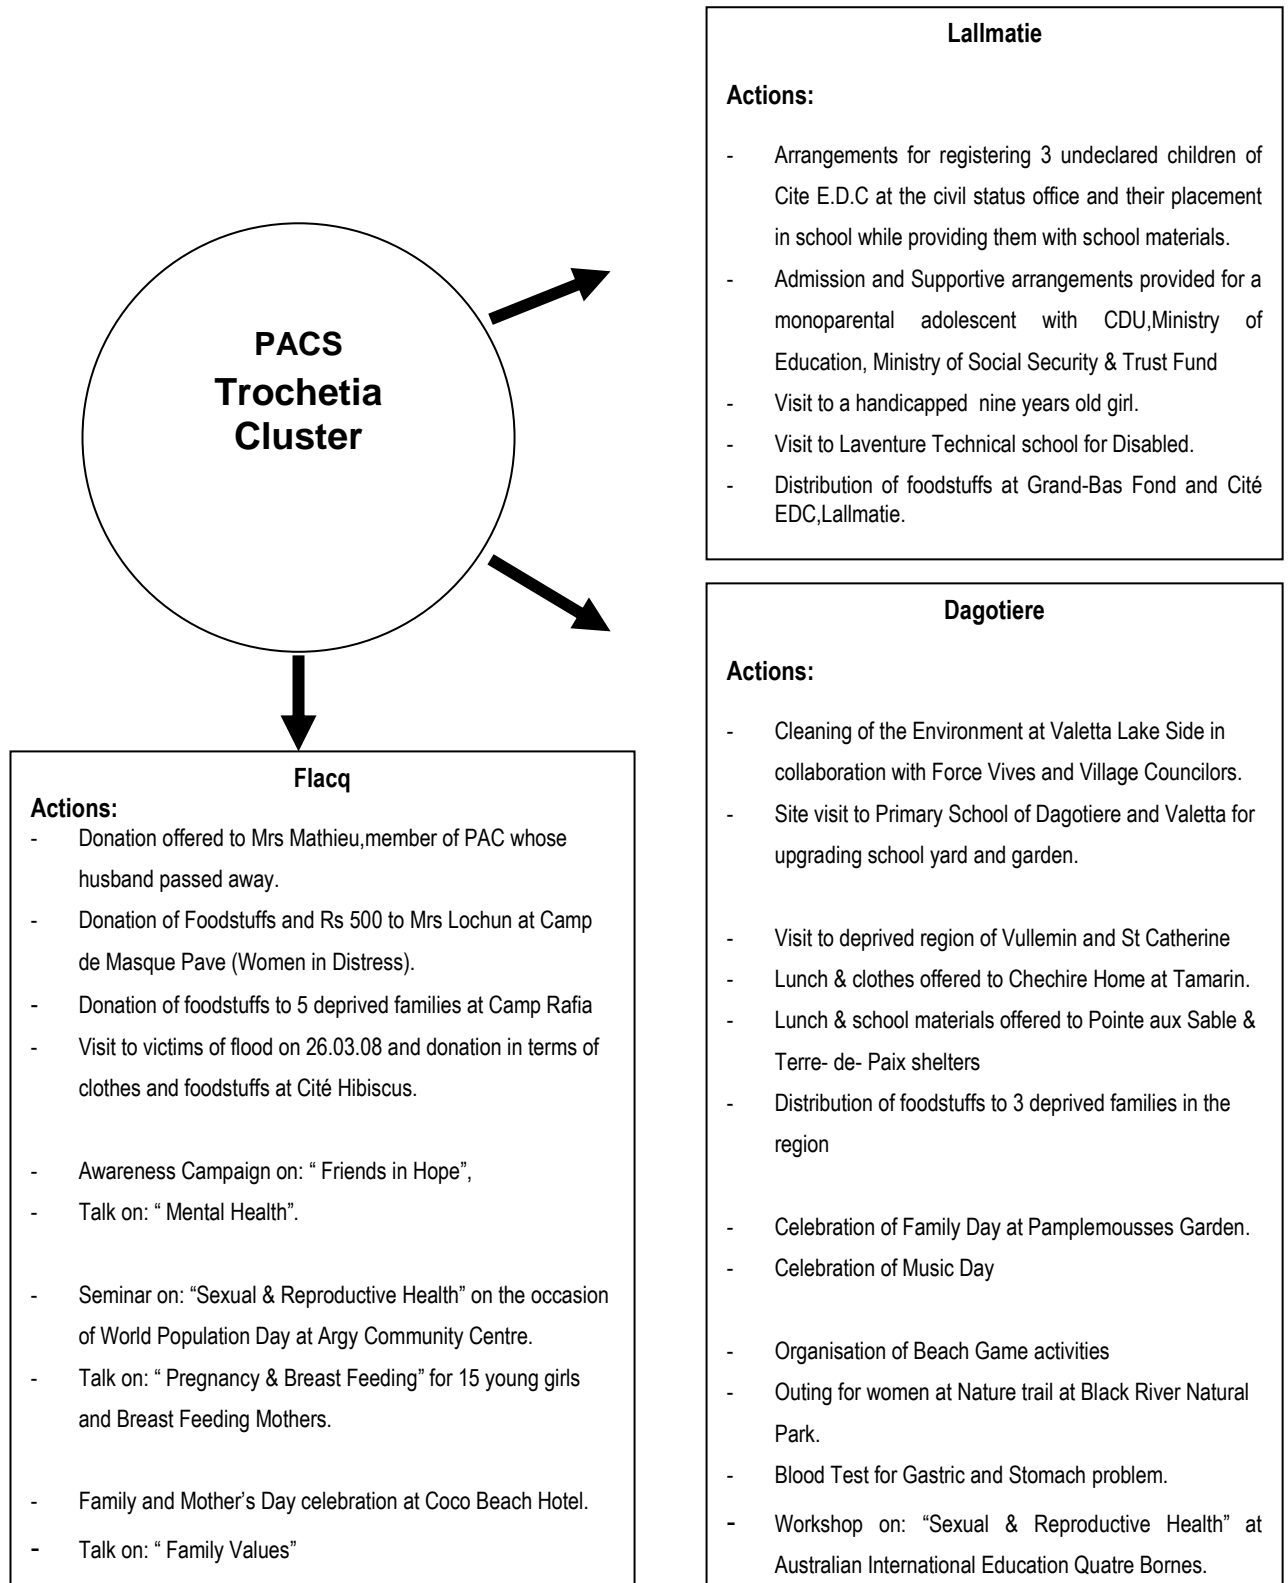 PACS
Trochetia
Cluster
Lallmatie
Actions:
- Arrangements for registering 3 undeclared children of
Cite E.D.C at the civil status office and their placement
in school while providing them with school materials.
- Admission and Supportive arrangements provided for a
monoparental adolescent with CDU,Ministry of
Education, Ministry of Social Security & Trust Fund
- Visit to a handicapped nine years old girl.
- Visit to Laventure Technical school for Disabled.
- Distribution of foodstuffs at Grand-Bas Fond and Cité
EDC,Lallmatie.
Dagotiere
Actions:
- Cleaning of the Environment at Valetta Lake Side in
collaboration with Force Vives and Village Councilors.
- Site visit to Primary School of Dagotiere and Valetta for
upgrading school yard and garden.
- Visit to deprived region of Vullemin and St Catherine
- Lunch & clothes offered to Chechire Home at Tamarin.
- Lunch & school materials offered to Pointe aux Sable &
Terre- de- Paix shelters
- Distribution of foodstuffs to 3 deprived families in the
region
- Celebration of Family Day at Pamplemousses Garden.
- Celebration of Music Day
- Organisation of Beach Game activities
- Outing for women at Nature trail at Black River Natural
Park.
- Blood Test for Gastric and Stomach problem.
- Workshop on: “Sexual & Reproductive Health” at
Australian International Education Quatre Bornes.
Flacq
Actions:
- Donation offered to Mrs Mathieu,member of PAC whose
husband passed away.
- Donation of Foodstuffs and Rs 500 to Mrs Lochun at Camp
de Masque Pave (Women in Distress).
- Donation of foodstuffs to 5 deprived families at Camp Rafia
- Visit to victims of flood on 26.03.08 and donation in terms of
clothes and foodstuffs at Cité Hibiscus.
- Awareness Campaign on: “ Friends in Hope”,
- Talk on: “ Mental Health”.
- Seminar on: “Sexual & Reproductive Health” on the occasion
of World Population Day at Argy Community Centre.
- Talk on: “ Pregnancy & Breast Feeding” for 15 young girls
and Breast Feeding Mothers.
- Family and Mother’s Day celebration at Coco Beach Hotel.
- Talk on: “ Family Values”